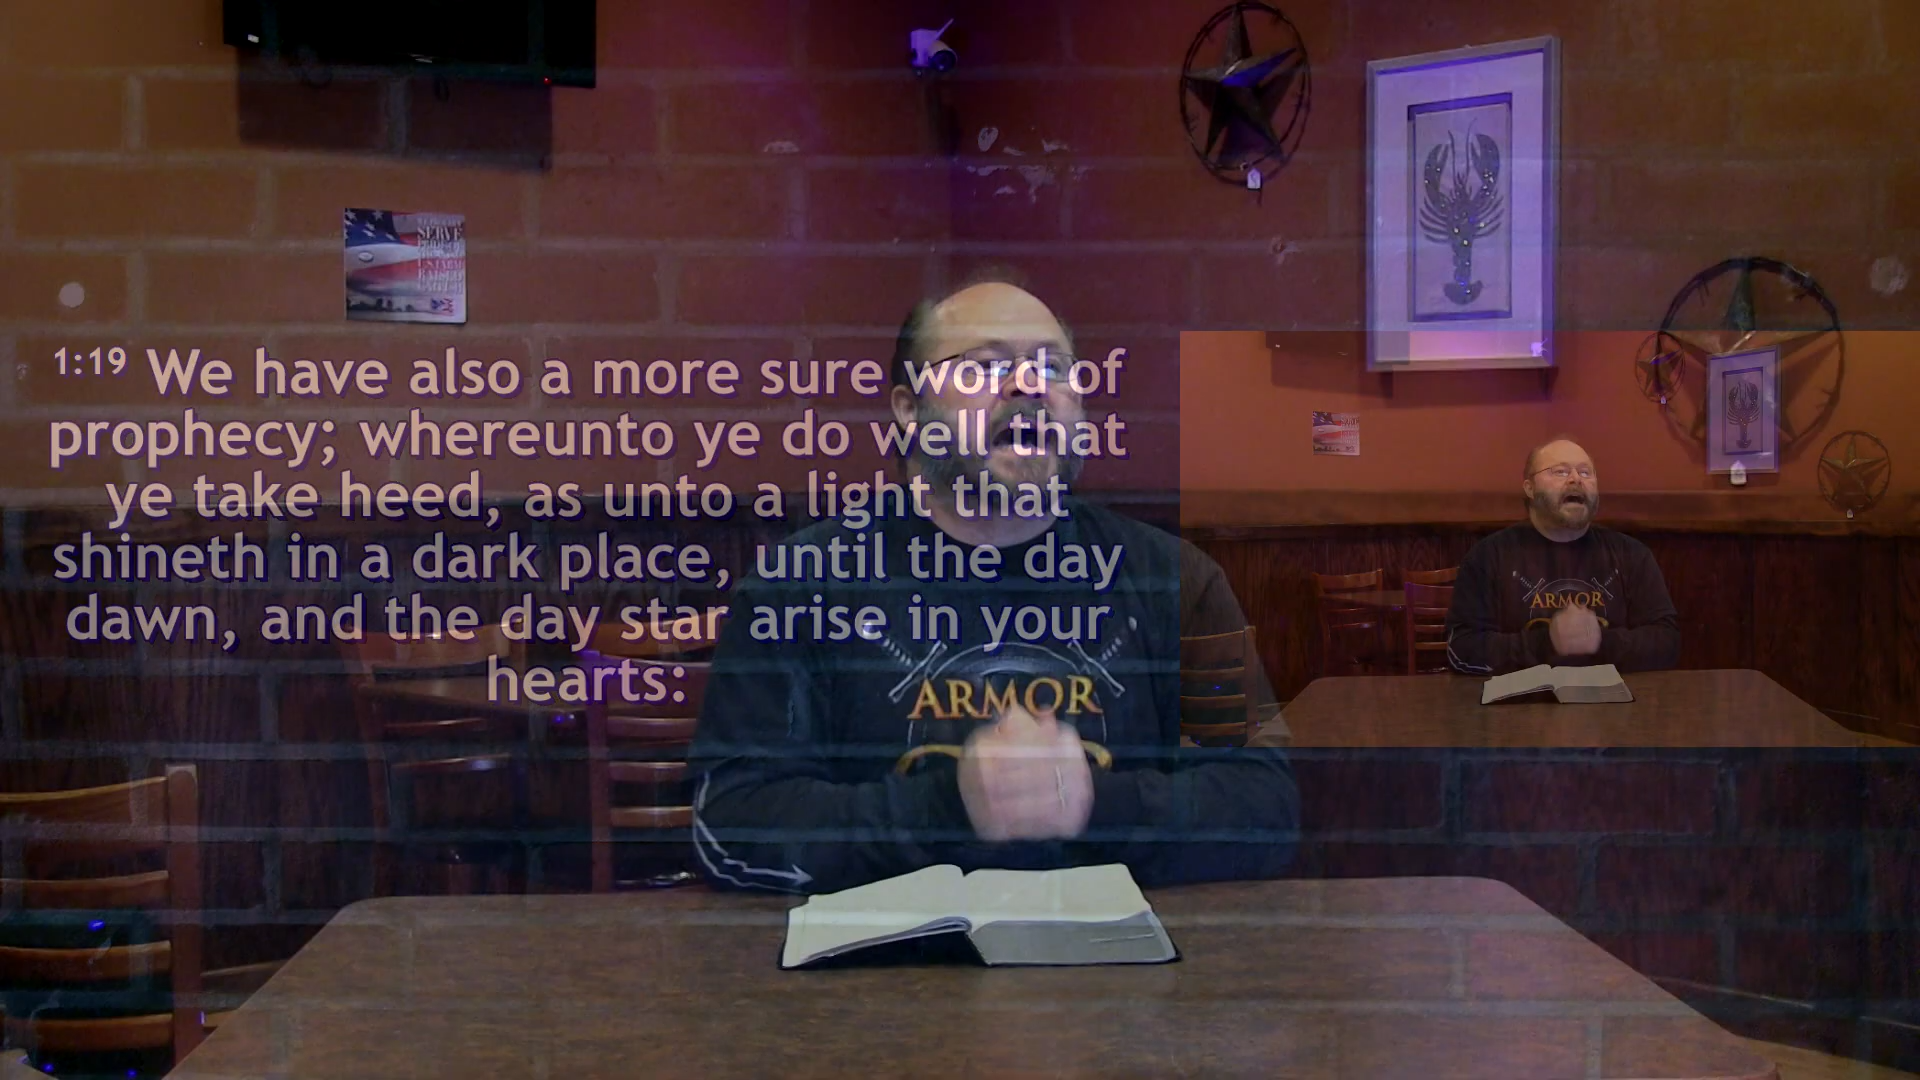 SERVE
1:19 We have also a more sure word of
prophecy; whereunto ye do well that
ye take heed, as unto a light that
shineth in a dark place, until the day
dawn, and the day star arise in your
hearts:
ARMOR
ARMOR